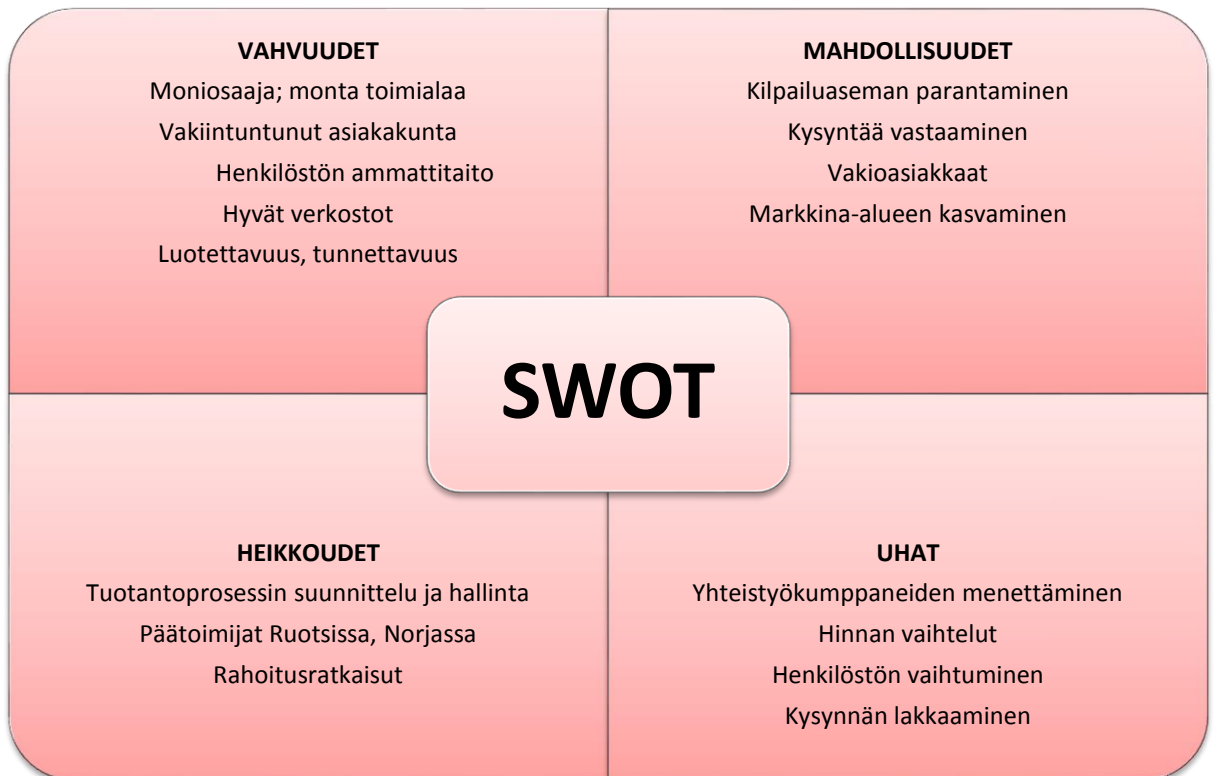 VAHVUUDET
Moniosaaja; monta toimialaa
Vakiintuntunut asiakakunta
Henkilöstön ammattitaito
Hyvät verkostot
Luotettavuus, tunnettavuus
MAHDOLLISUUDET
Kilpailuaseman parantaminen
Kysyntää vastaaminen
Vakioasiakkaat
Markkina-alueen kasvaminen
SWOT
HEIKKOUDET
Tuotantoprosessin suunnittelu ja hallinta
Päätoimijat Ruotsissa, Norjassa
Rahoitusratkaisut
UHAT
Yhteistyökumppaneiden menettäminen
Hinnan vaihtelut
Henkilöstön vaihtuminen
Kysynnän lakkaaminen